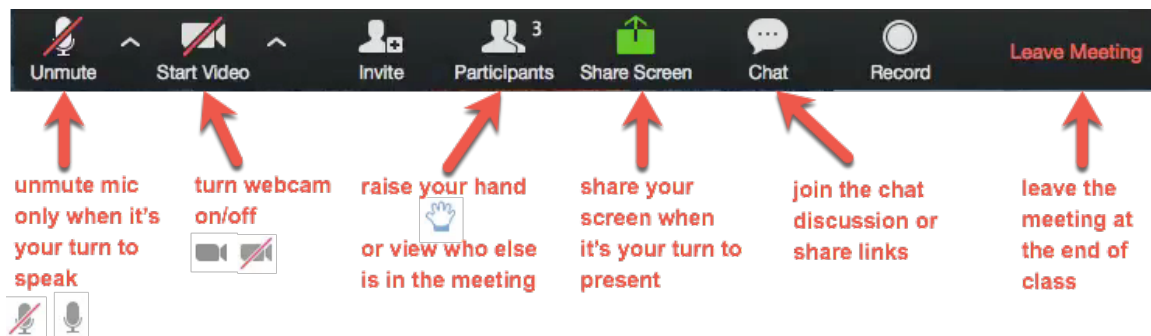 3
Unmute
Start Video
Invite
Participants
Share Screen
Chat
Record
Leave Meeting
unmute mic
only when it's
your turn to
speak
turn webcam
on/off
raise your hand
or view who else
is in the meeting
share your
screen when
it's your turn to
present
join the chat
discussion or
share links
leave the
meeting at
the end of
class